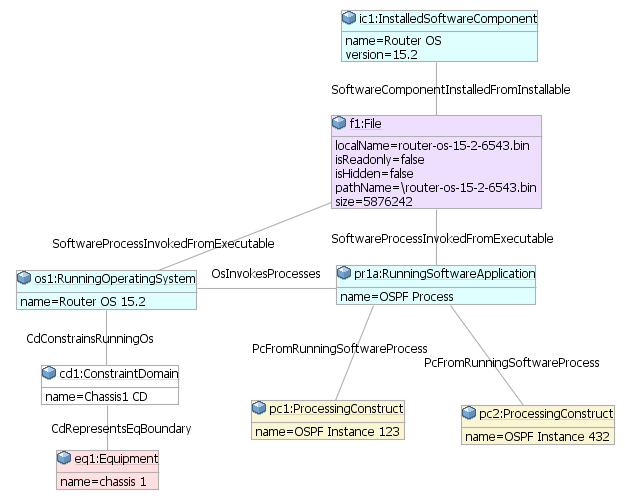 ic1:InstalledSoftwareComponent
name=Router OS
version=15.2
SoftwareComponentInstalledFromInstallable
f1:File
localName=router-os-15-2-6543.bin
isReadonly=false
isHidden=false
pathName=\router-os-15-2-6543.bin
size=5876242
SoftwareProcessInvokedFromExecutable
SoftwareProcessInvokedFromExecutable
os1:RunningOperatingSystem
name=Router OS 15.2
OsInvokesProcesses
pr1a:RunningSoftwareApplication
name=OSPF Process
CdConstrainsRunningOs
PcFromRunningSoftwareProcess
PcFromRunningSoftwareProcess
cd1:ConstraintDomain
name=Chassis1 CD
pc1:ProcessingConstruct
name=OSPF Instance 123
pc2:ProcessingConstruct
name=OSPF Instance 432
CdRepresentsEqBoundary
eq1:Equipment
name=chassis 1